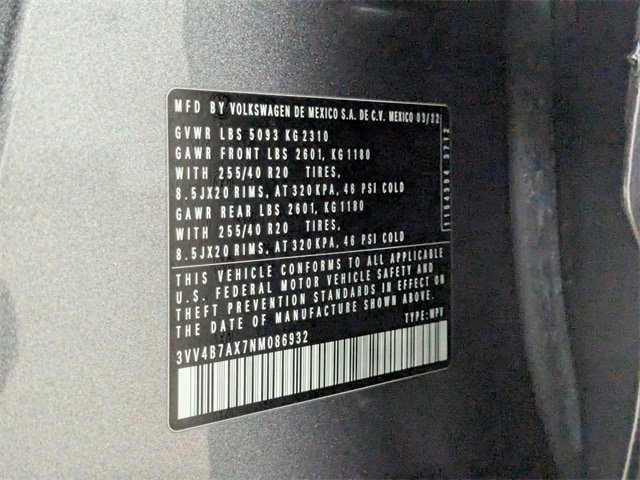 MFD BY VOLKSWAGEN DE MEXICO S.A. DE C.V. MEXICO 03/22
GVWR LBS 5093 KG 2310
GAWR FRONT LBS 2601, KG 1180
WITH 255/40 R20 TIRES,
8.5JX20 RIMS, AT 320 KPA, 46 PSI COLD
GAWR REAR LBS 2601, KG 1180
WITH 255/40 R20 TIRES,
8.5JX20 RIMS, AT 320 KPA, 46 PSI COLD
THIS VEHICLE CONFORMS TO ALL APPLICABLE
U.S. FEDERAL MOTOR VEHICLE SAFETY AND
THEFT PREVENTION STANDARDS IN EFFECT ON
THE DATE OF MANUFACTURE SHOWN ABOVE.
3VV4B7AX7NM086932 TYPE: MPV
1164394 3712